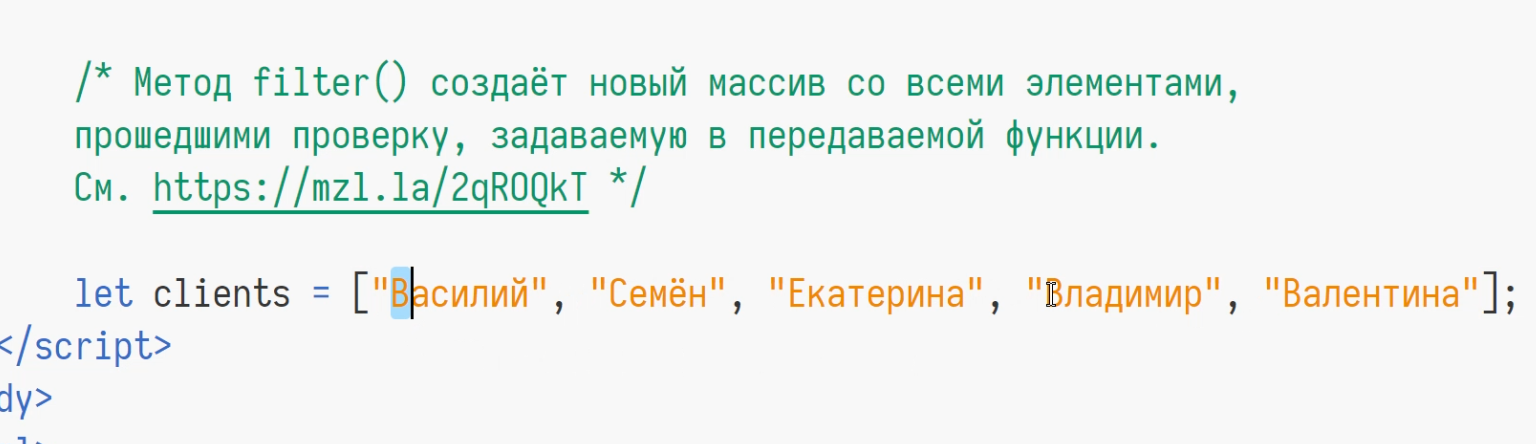 /* Метод filter() создаёт новый массив со всеми элементами,
прошедшими проверку, задаваемую в передаваемой функции.
См. https://mzl.la/2qROQkT */
let clients = ["Василий", "Семён", "Екатерина", "Владимир", "Валентина"];
</script>
dy>